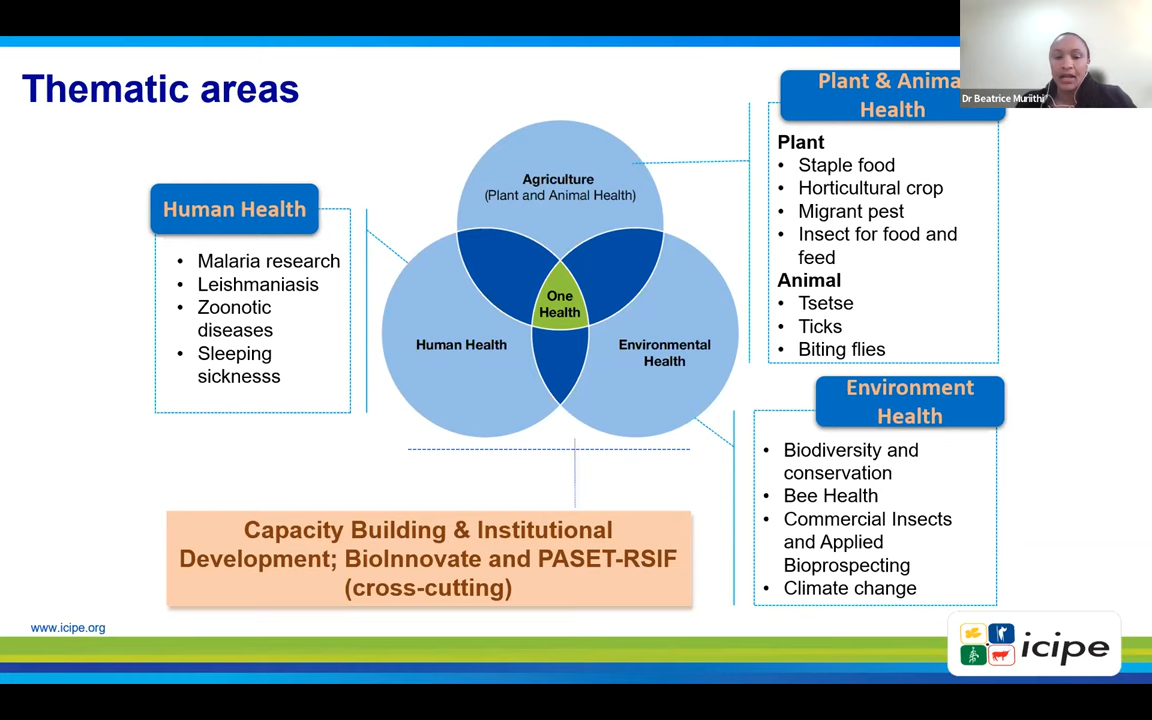 Thematic areas
Dr Beatrice Muriithi
Plant & Anima
Health
Plant
• Staple food
• Horticultural crop
• Migrant pest
• Insect for food and
feed
Animal
• Tsetse
• Ticks
• Biting flies
Agriculture
(Plant and Animal Health)
One
Health
Human Health
Environmental
Health
Human Health
• Malaria research
• Leishmaniasis
• Zoonotic
diseases
• Sleeping
sicknesss
Environment
Health
• Biodiversity and
conservation
• Bee Health
• Commercial Insects
and Applied
Bioprospecting
• Climate change
Capacity Building & Institutional
Development; BioInnovate and PASET-RSIF
(cross-cutting)
www.icipe.org
icipe